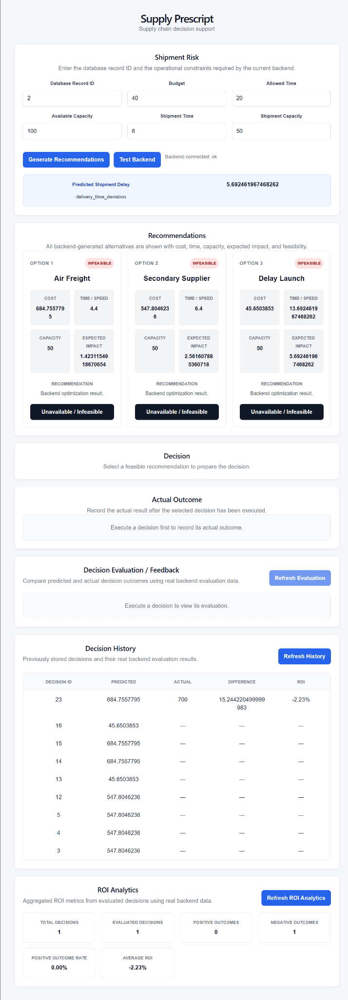 Supply Prescript
Supply chain decision support
Shipment Risk
Enter the database record ID and the operational constraints required by the current backend.
Database Record ID
Budget
Allowed Time
2
40
20
Available Capacity
Shipment Time
Shipment Capacity
100
8
50
Generate Recommendations
Test Backend
Backend connected: ok
Predicted Shipment Delay
5.692461967468262
delivery_time_deviation
Recommendations
All backend-generated alternatives are shown with cost, time, capacity, expected impact, and feasibility.
OPTION 1
INFEASIBLE
Air Freight
COST
684.755779
5
TIME / SPEED
4.4
CAPACITY
50
EXPECTED
IMPACT
1.42311549
18670654
RECOMMENDATION
Backend optimization result.
Unavailable / Infeasible
OPTION 2
INFEASIBLE
Secondary Supplier
COST
547.804623
6
TIME / SPEED
6.4
CAPACITY
50
EXPECTED
IMPACT
2.56160788
5360718
RECOMMENDATION
Backend optimization result.
Unavailable / Infeasible
OPTION 3
INFEASIBLE
Delay Launch
COST
45.6503853
TIME / SPEED
13.6924619
67468262
CAPACITY
50
EXPECTED
IMPACT
5.69246196
7468262
RECOMMENDATION
Backend optimization result.
Unavailable / Infeasible
Decision
Select a feasible recommendation to prepare the decision.
Actual Outcome
Record the actual result after the selected decision has been executed.
Execute a decision first to record its actual outcome.
Decision Evaluation / Feedback
Compare predicted and actual decision outcomes using real backend evaluation data.
Refresh Evaluation
Execute a decision to view its evaluation.
Decision History
Previously stored decisions and their real backend evaluation results.
Refresh History
DECISION ID PREDICTED ACTUAL DIFFERENCE ROI
23 684.7557795 700 15.244220499999 -2.23%
983
16 45.6503853 — — —
15 684.7557795 — — —
14 684.7557795 — — —
13 45.6503853 — — —
12 547.8046236 — — —
5 547.8046236 — — —
4 547.8046236 — — —
3 547.8046236 — — —
ROI Analytics
Aggregated ROI metrics from evaluated decisions using real backend data.
Refresh ROI Analytics
TOTAL DECISIONS
1
EVALUATED DECISIONS
1
POSITIVE OUTCOMES
0
NEGATIVE OUTCOMES
1
POSITIVE OUTCOME RATE
0.00%
AVERAGE ROI
-2.23%